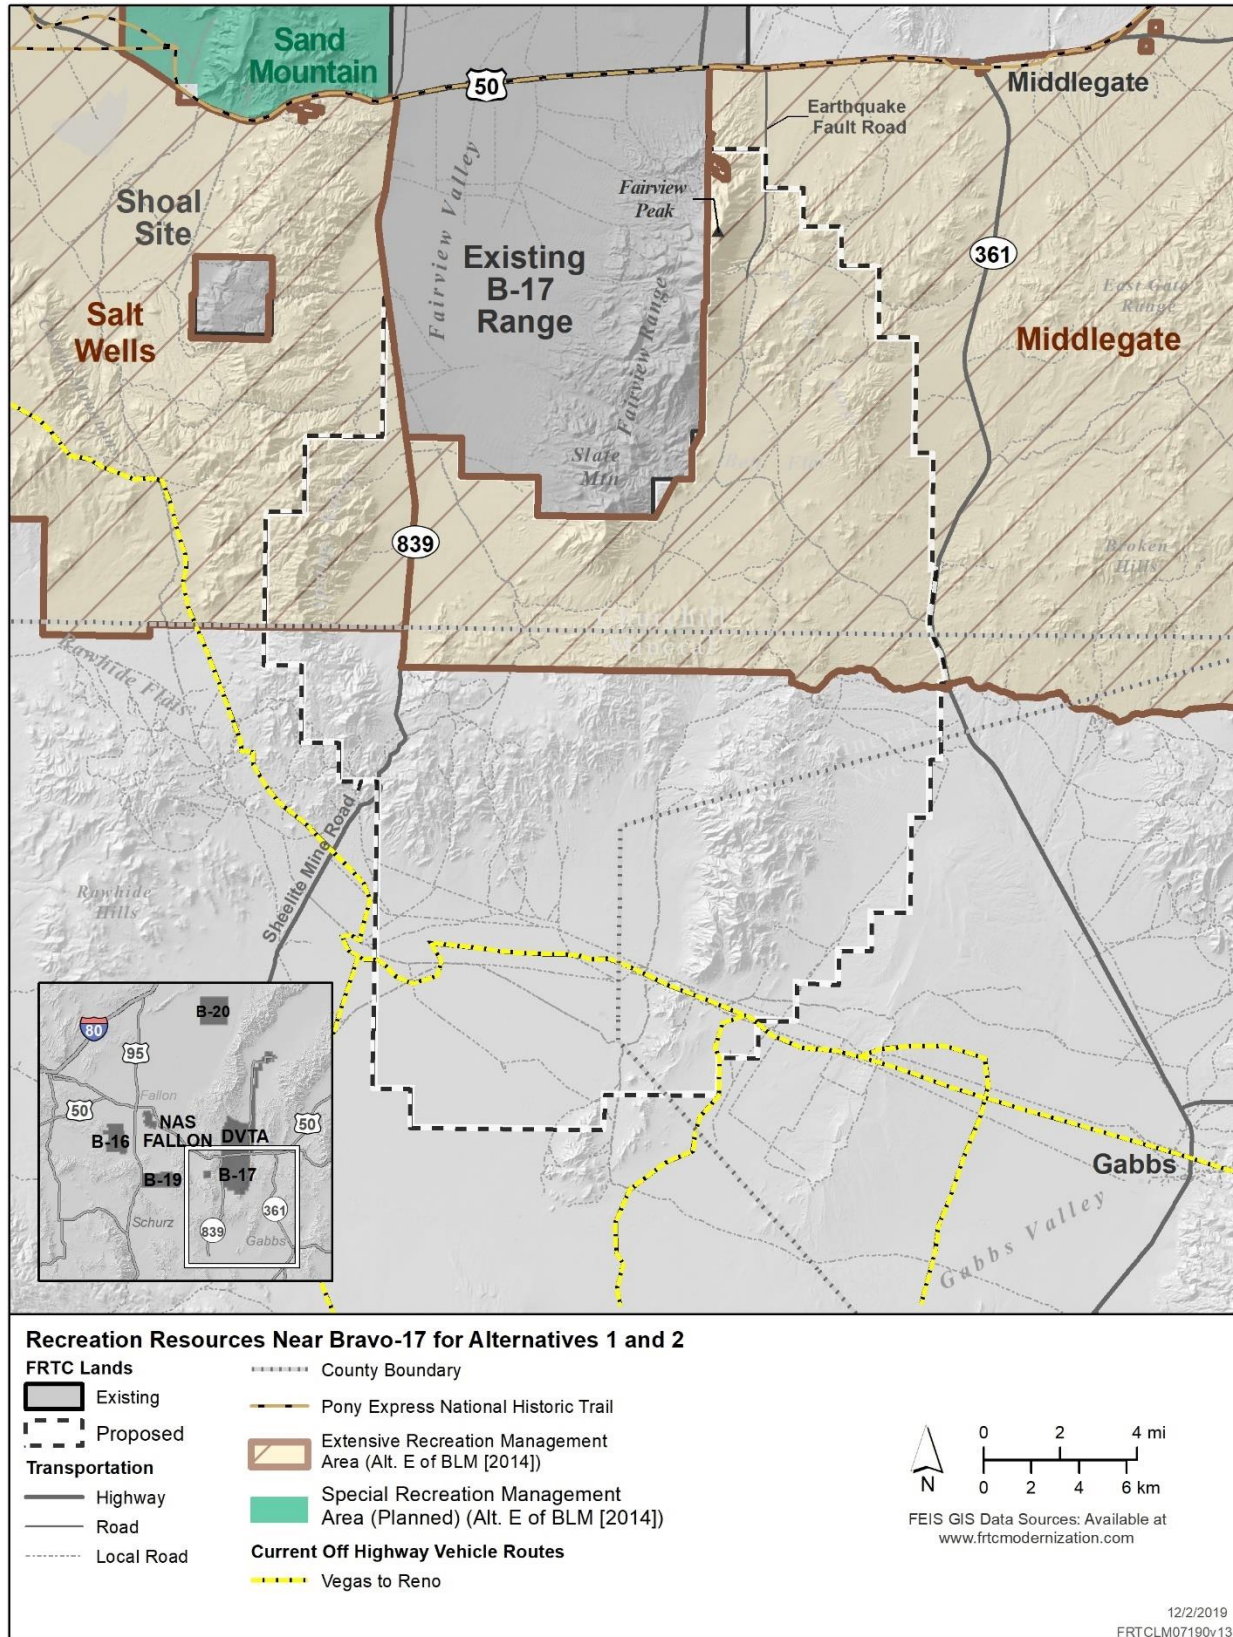 Sand
Mountain
50
Middlegate
Earthquake
Fault Road
Fairview Valley
Fairview
Peak
Shoal
Site
Existing
B-17
Range
361
East Gate
Range
Salt
Wells
Middlegate
Fairview Range
Slate
Mtn
839
Broken
Hills
Churchill
Mineral
Rawhide Flats
Nye
Rawhide
Hills
Sheelite Mine Road
B-20
80
95
Fallon
50
NAS
FALLON
DVTA
50
B-16
B-19
B-17
Schurz
839
361
Gabbs
Gabbs
Gabbs Valley
Recreation Resources Near Bravo-17 for Alternatives 1 and 2
FRTC Lands
Existing
Proposed
Transportation
Highway
Road
Local Road
County Boundary
Pony Express National Historic Trail
Extensive Recreation Management
Area (Alt. E of BLM [2014])
Special Recreation Management
Area (Planned) (Alt. E of BLM [2014])
Current Off Highway Vehicle Routes
Vegas to Reno
0 2 4 mi
0 2 4 6 km
N
FEIS GIS Data Sources: Available at
www.frtcmodernization.com
12/2/2019
FRTCLM07190v13